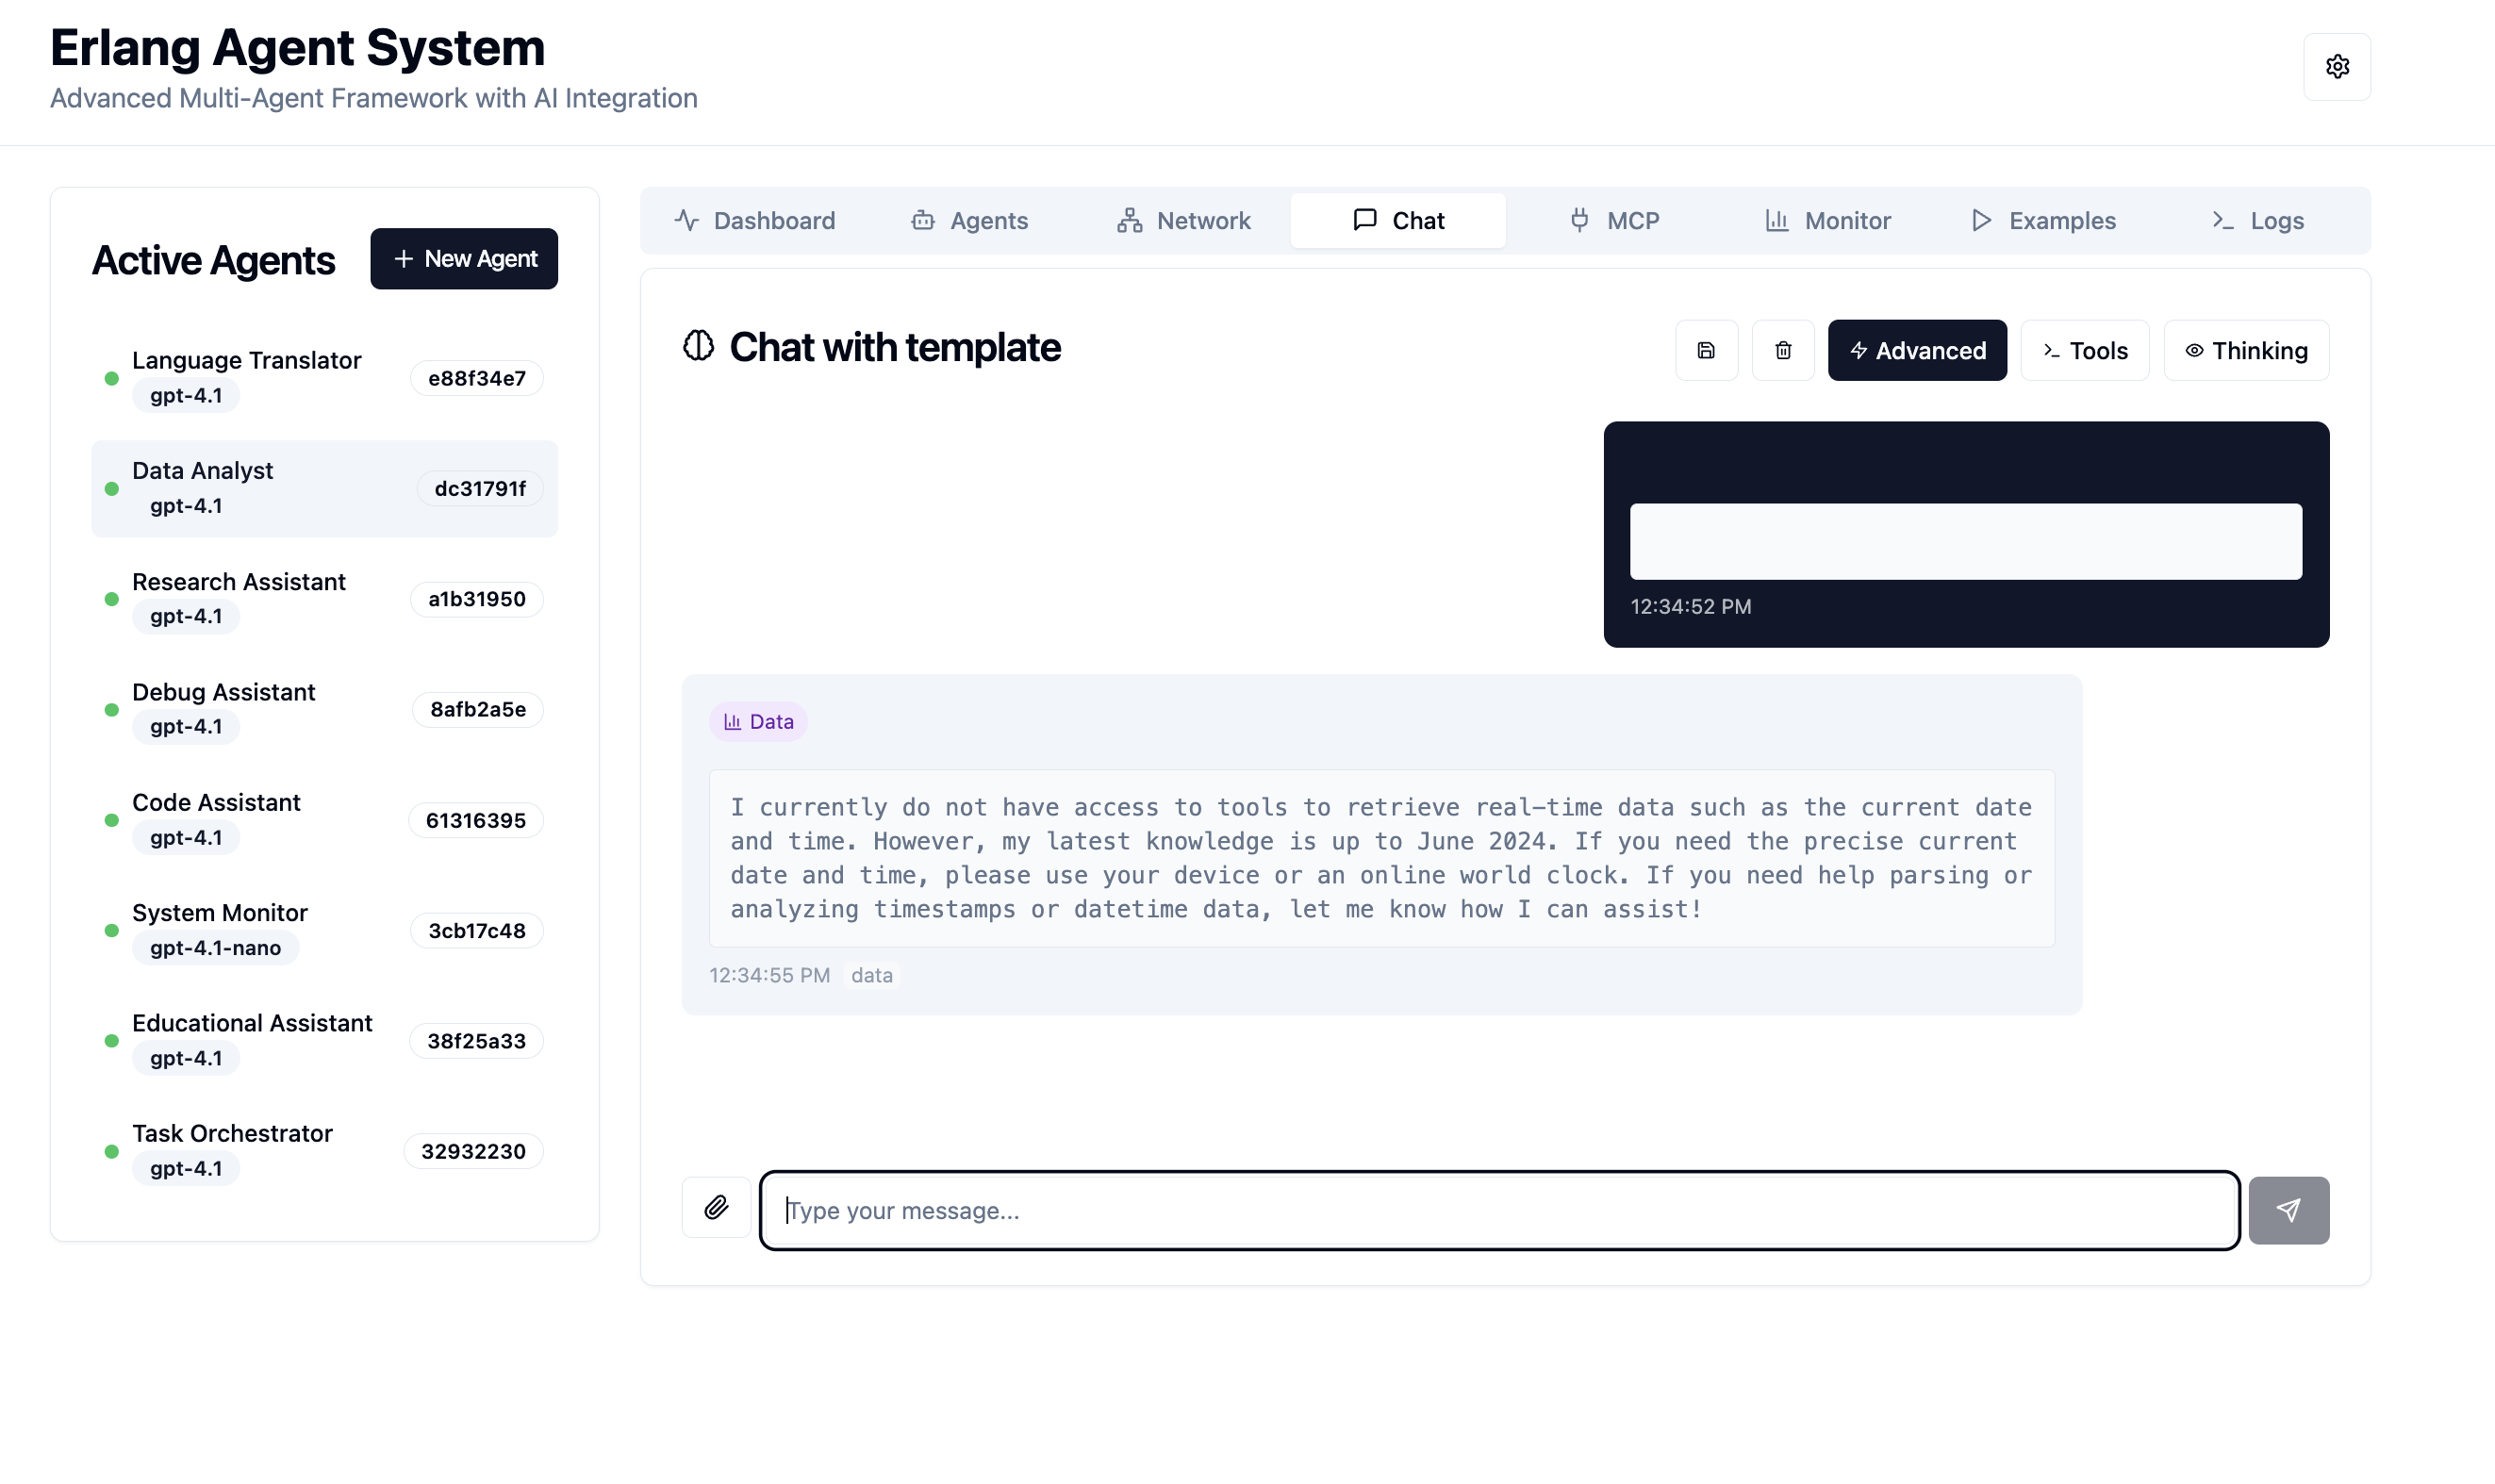 Erlang Agent System
Advanced Multi-Agent Framework with AI Integration
Active Agents
New Agent
Language Translator
gpt-4.1
e88f34e7
Data Analyst
gpt-4.1
dc31791f
Research Assistant
gpt-4.1
a1b31950
Debug Assistant
gpt-4.1
8afb2a5e
Code Assistant
gpt-4.1
61316395
System Monitor
gpt-4.1-nano
3cb17c48
Educational Assistant
gpt-4.1
38f25a33
Task Orchestrator
gpt-4.1
32932230
Dashboard Agents Network Chat MCP Monitor Examples Logs
Chat with template
Advanced Tools Thinking
12:34:52 PM
Data
I currently do not have access to tools to retrieve real-time data such as the current date
and time. However, my latest knowledge is up to June 2024. If you need the precise current
date and time, please use your device or an online world clock. If you need help parsing or
analyzing timestamps or datetime data, let me know how I can assist!
12:34:55 PM data
Type your message...